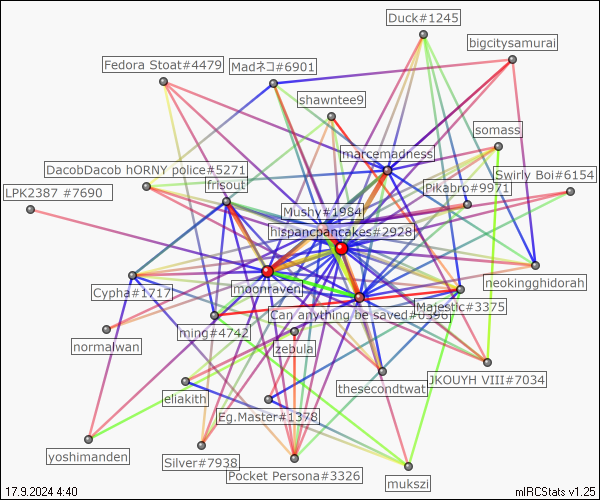 Duck#1245
bigcitysamurai
Fedora Stoat#4479
Madネコ#6901
shawntee9
somass
marcemadness
DacobDacob hORNY police#5271
Swirly Boi#6154
LPK2387 #7690
frisout
Pikabro#9971
Mushy#1984
hispancpancakes#2928
moonraven
neokingghidorah
Cypha#1717
Can anything be saved#0398
Majestic#3375
ming#4742
normalwan
zebula
JKOUYH VIII#7034
eliakith
thesecondtwat
Eg.Master#1378
yoshimanden
Silver#7938
Pocket Persona#3326
mukszi
17.9.2024 4:40
mIRCStats v1.25